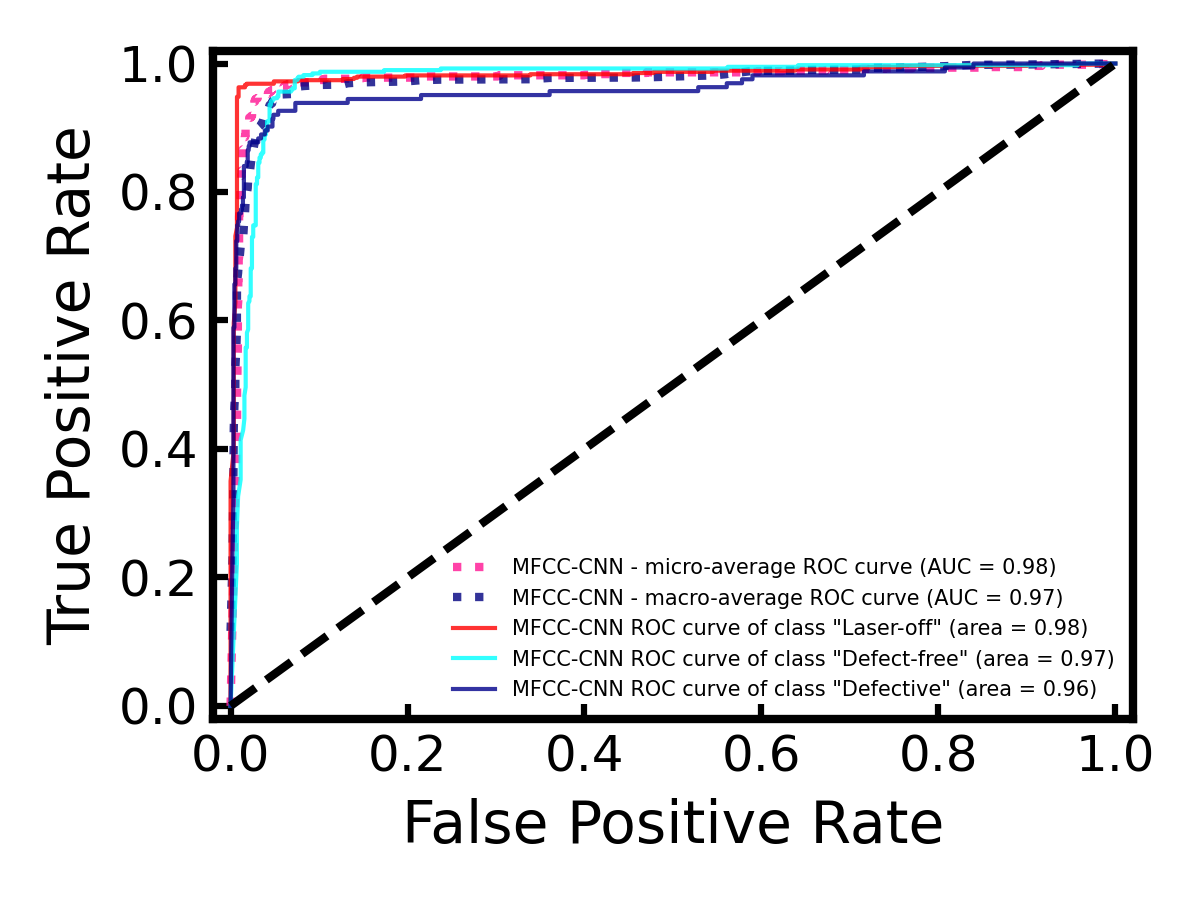 True Positive Rate
1.0
0.8
0.6
0.4
0.2
0.0
MFCC-CNN - micro-average ROC curve (AUC = 0.98)
MFCC-CNN - macro-average ROC curve (AUC = 0.97)
MFCC-CNN ROC curve of class "Laser-off" (area = 0.98)
MFCC-CNN ROC curve of class "Defect-free" (area = 0.97)
MFCC-CNN ROC curve of class "Defective" (area = 0.96)
0.0 0.2 0.4 0.6 0.8 1.0
False Positive Rate